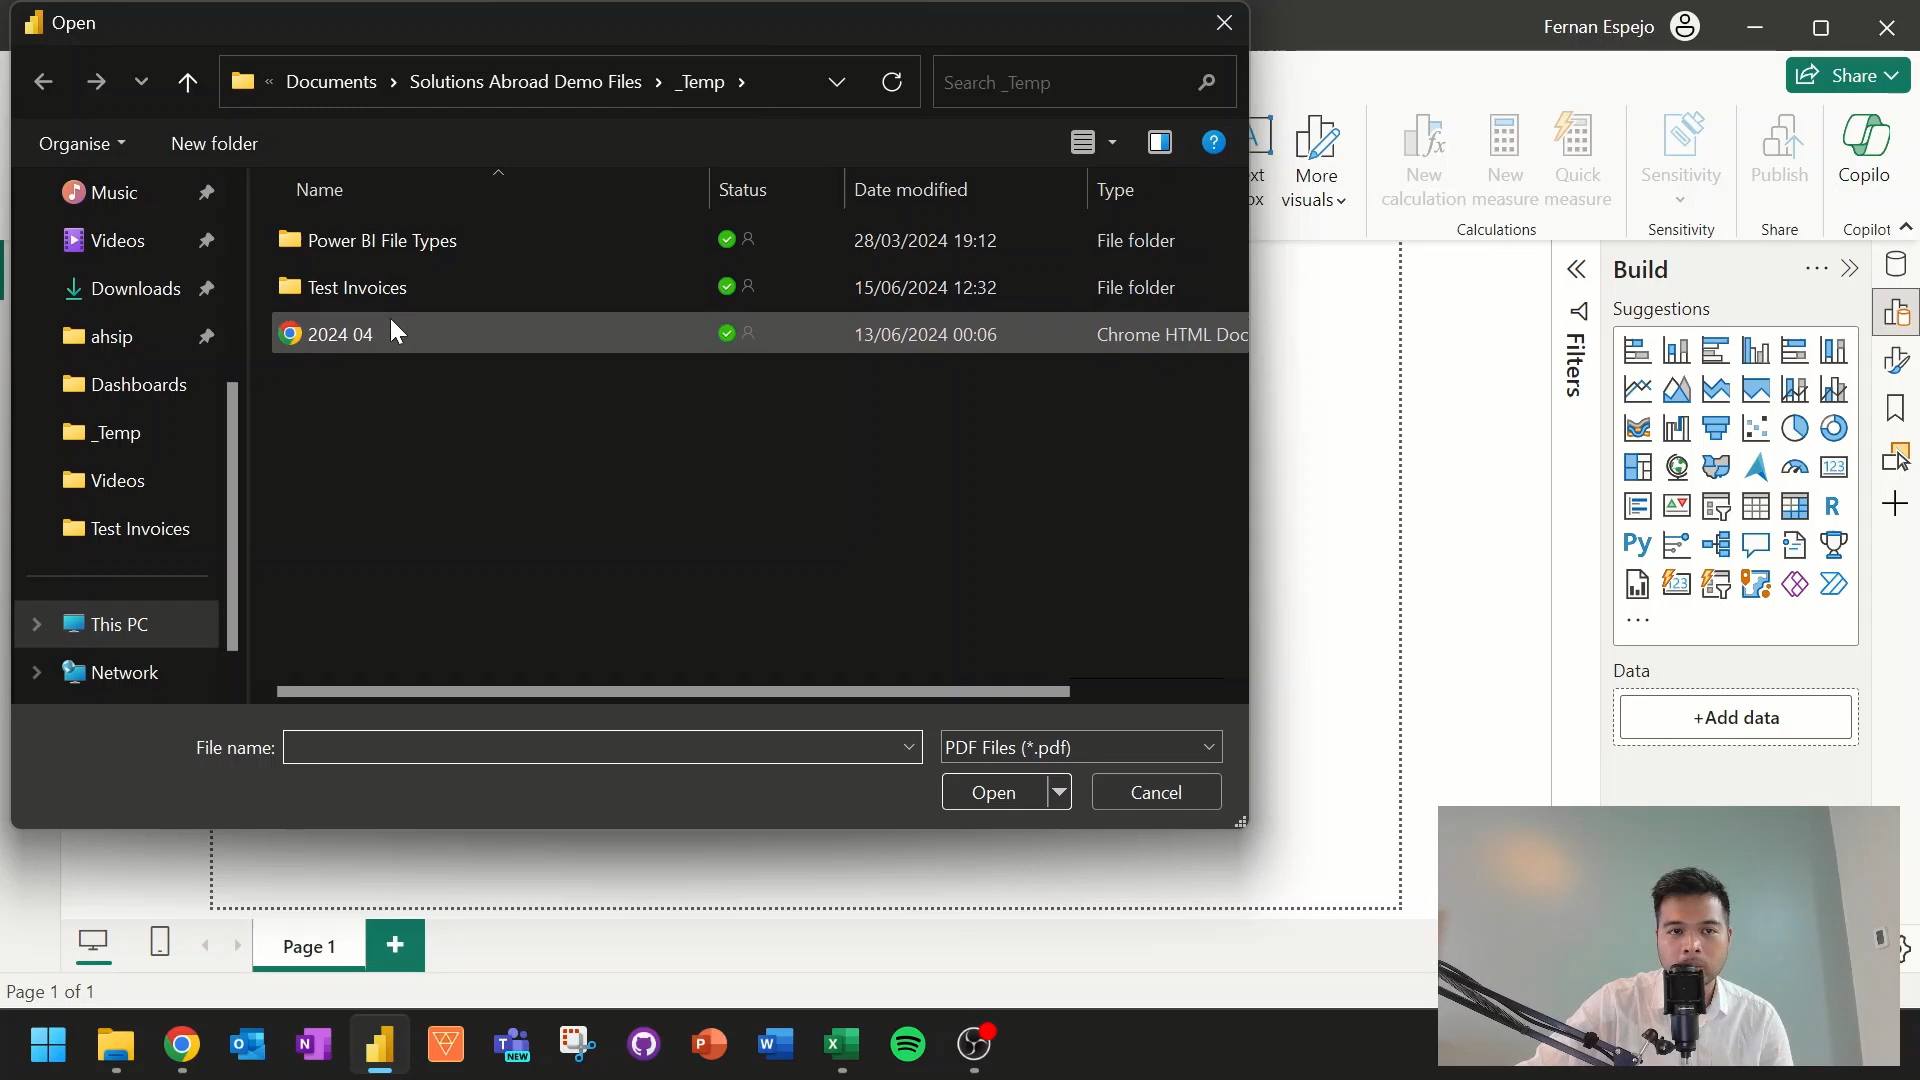 Open
Fernan Espejo
« Documents > Solutions Abroad Demo Files > _Temp >
Search _Temp
Share
Organise
New folder
More
visuals
New
calculation
New
measure
Quick
measure
Sensitivity
Publish
Copilo
Calculations
Sensitivity
Share
Copilot
Music
Videos
Downloads
ahsip
Dashboards
_Temp
Videos
Test Invoices
This PC
Network
Name
Status
Date modified
Type
Power BI File Types
28/03/2024 19:12
File folder
Test Invoices
15/06/2024 12:32
File folder
2024 04
13/06/2024 00:06
Chrome HTML Doc
File name:
PDF Files (*.pdf)
Open
Cancel
Filters
Build
Suggestions
123
R
Py
123
Data
+Add data
Page 1
Page 1 of 1
NEW